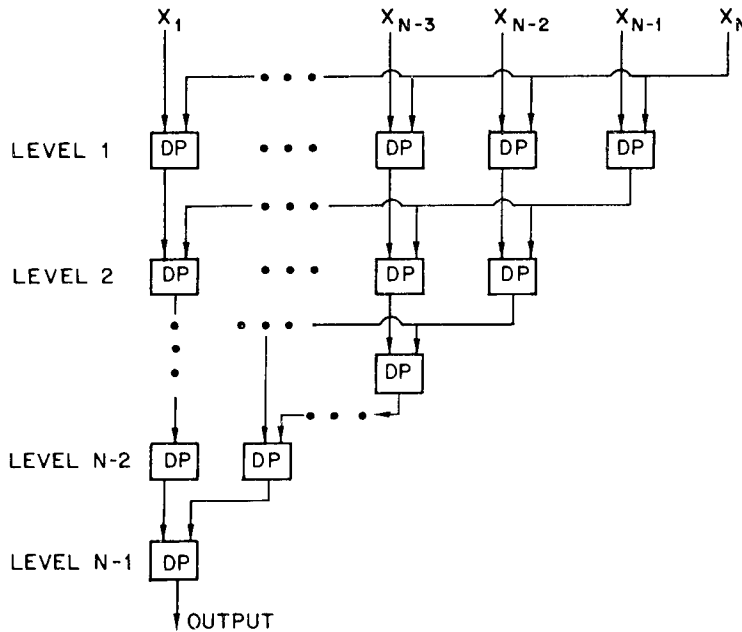 X1 XN-3 XN-2 XN-1 XN
LEVEL 1 DP DP DP DP
LEVEL 2 DP DP DP
DP
LEVEL N-2 DP DP
LEVEL N-1 DP
OUTPUT